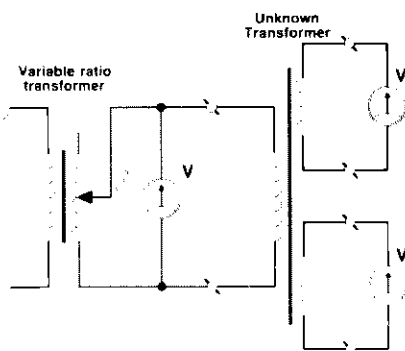 Unknown
Transformer
Variable ratio
transformer
V
V
V